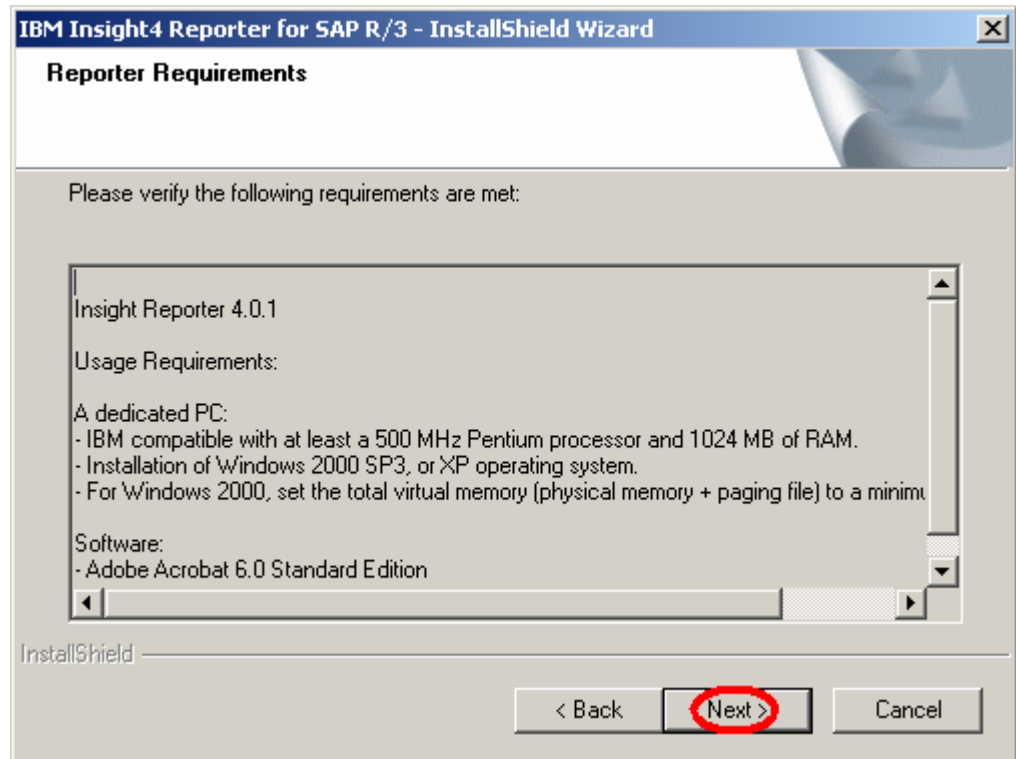 IBM Insight4 Reporter for SAP R/3 - InstallShield Wizard
Reporter Requirements
Please verify the following requirements are met:
Insight Reporter 4.0.1
Usage Requirements:
A dedicated PC:
- IBM compatible with at least a 500 MHz Pentium processor and 1024 MB of RAM.
- Installation of Windows 2000 SP3, or XP operating system.
- For Windows 2000, set the total virtual memory (physical memory + paging file) to a
Software:
- Adobe Acrobat 6.0 Standard Edition
InstallShield
< Back Next > Cancel